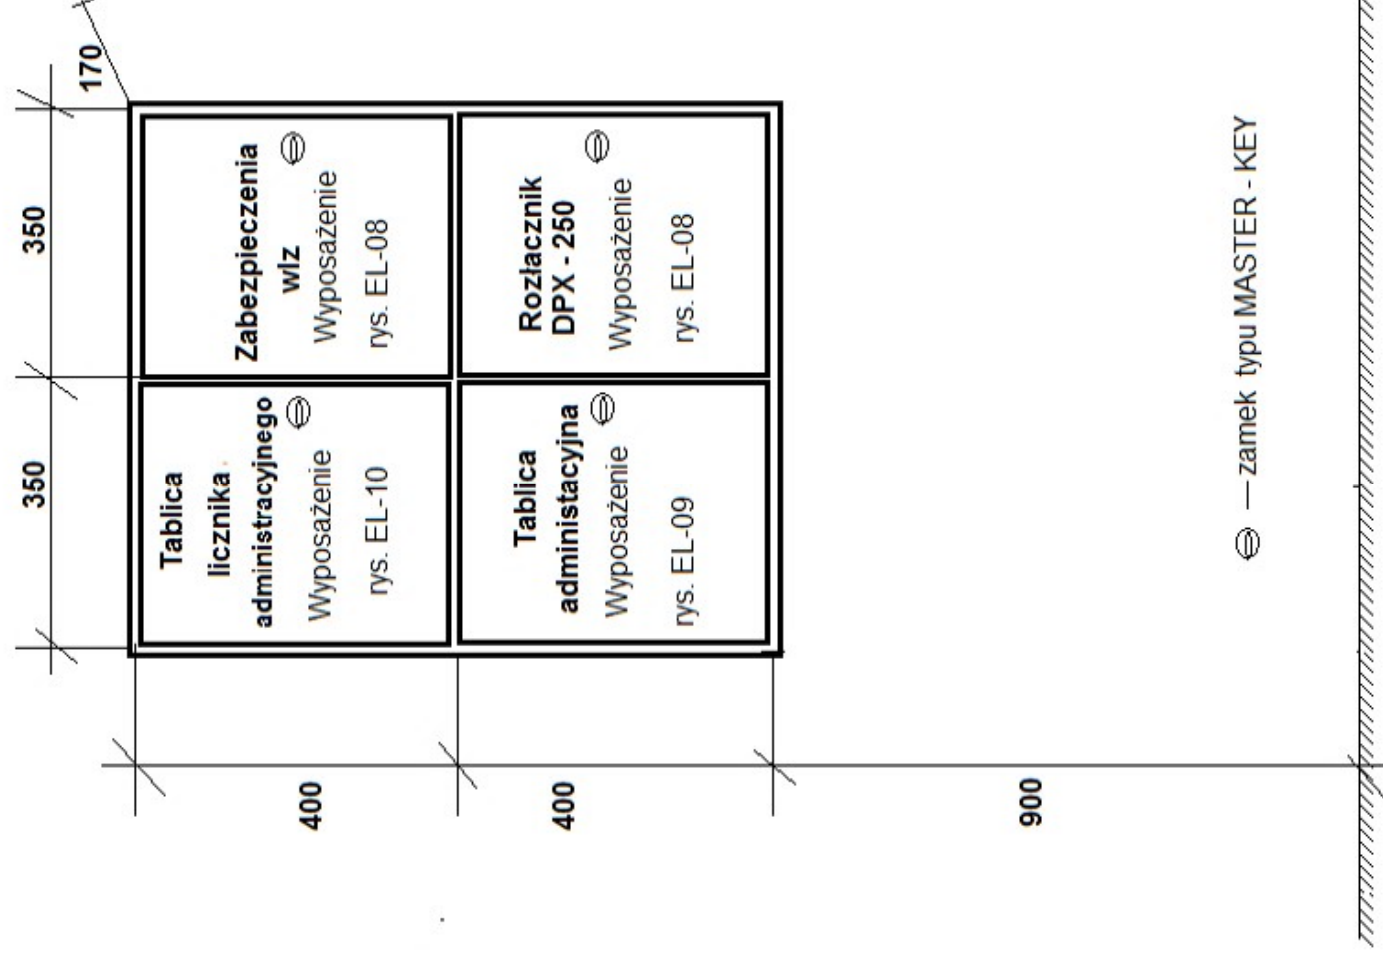 350
350
170
Tablica
licznika
administracyjnego
Wyposażenie
rys. EL-10
Zabezpieczenia
wlz
Wyposażenie
rys. EL-08
400
Tablica
administacyjna
Wyposażenie
rys. EL-09
Rozłacznik
DPX - 250
Wyposażenie
rys. EL-08
400
900
— zamek typu MASTER - KEY